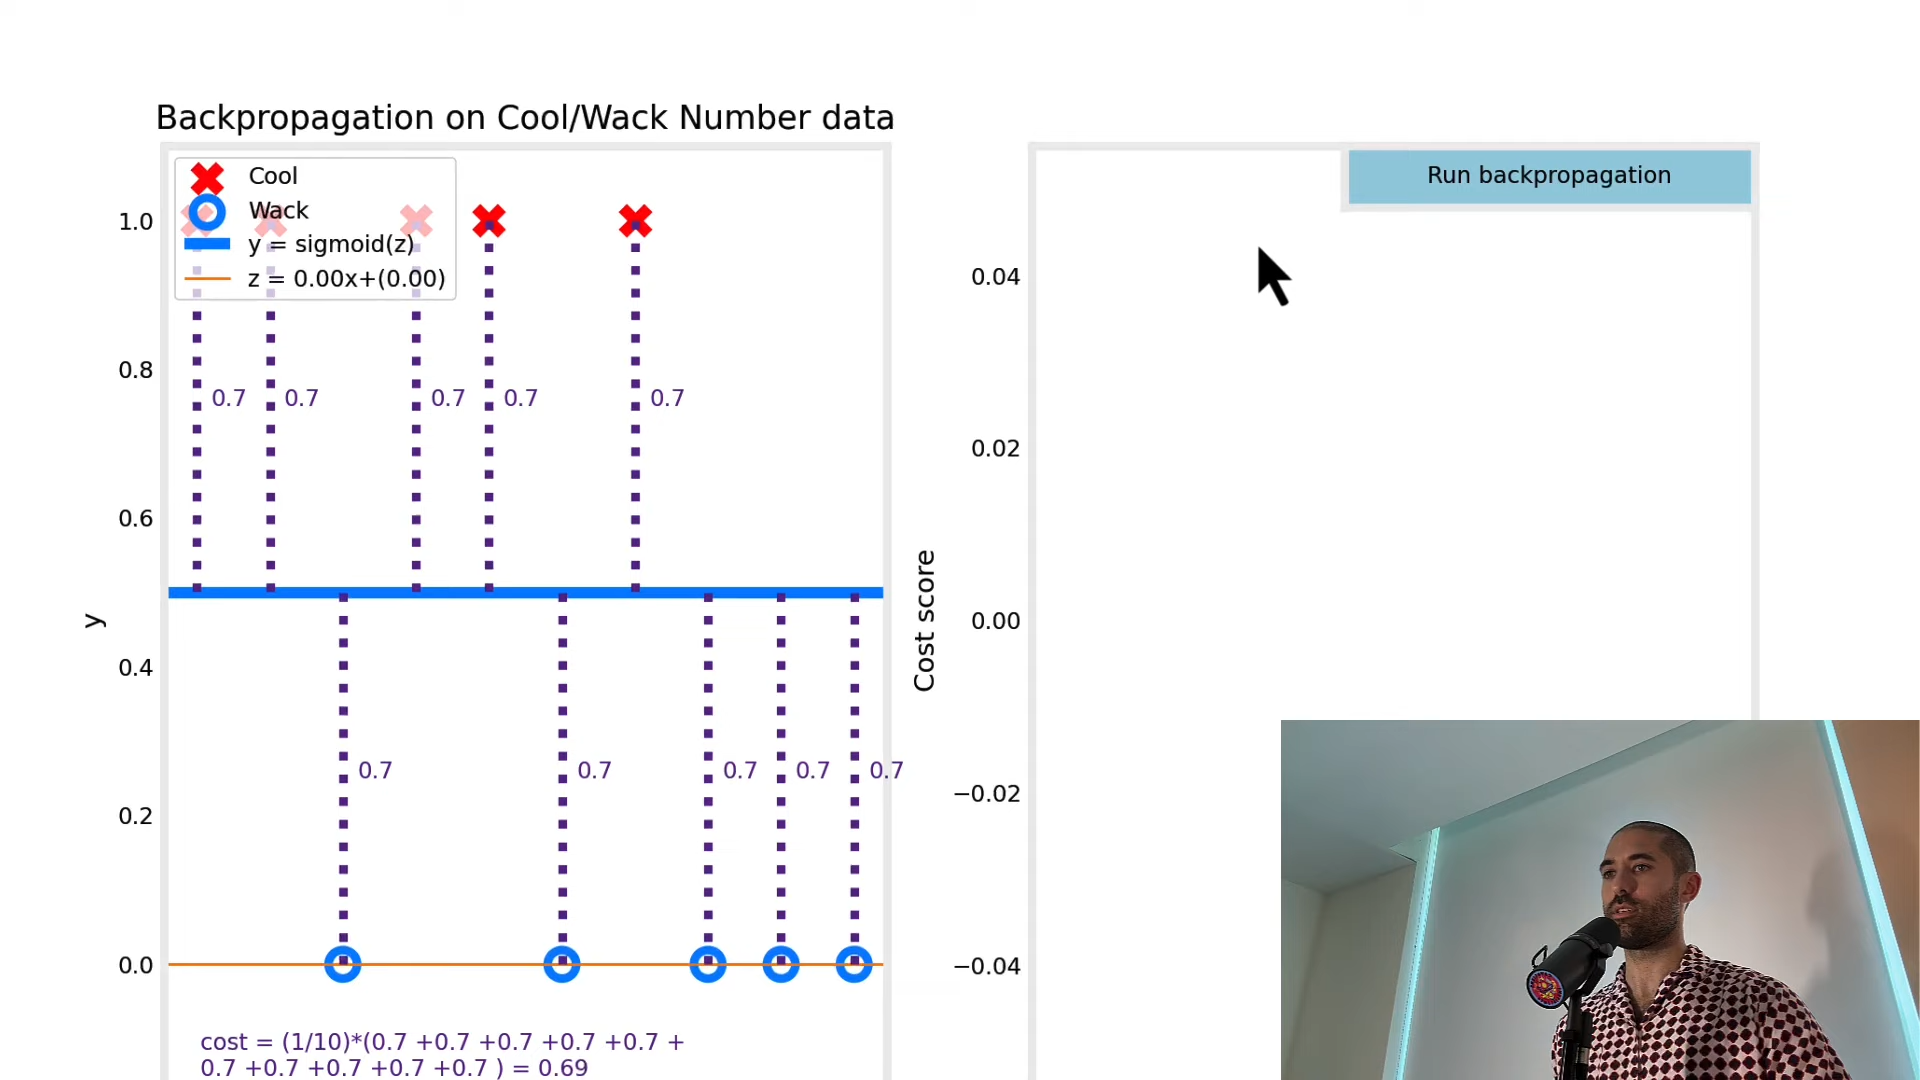 Backpropagation on Cool/Wack Number data
Cool
Wack
y = sigmoid(z)
z = 0.00x+(0.00)
1.0
0.8
0.6
0.4
0.2
0.0
y
0.7
0.7
0.7
0.7
0.7
0.7
0.7
0.7
0.7
0.7
cost = (1/10)*(0.7 +0.7 +0.7 +0.7 +0.7 +
0.7 +0.7 +0.7 +0.7 +0.7 ) = 0.69
Run backpropagation
Cost score
0.04
0.02
0.00
−0.02
−0.04